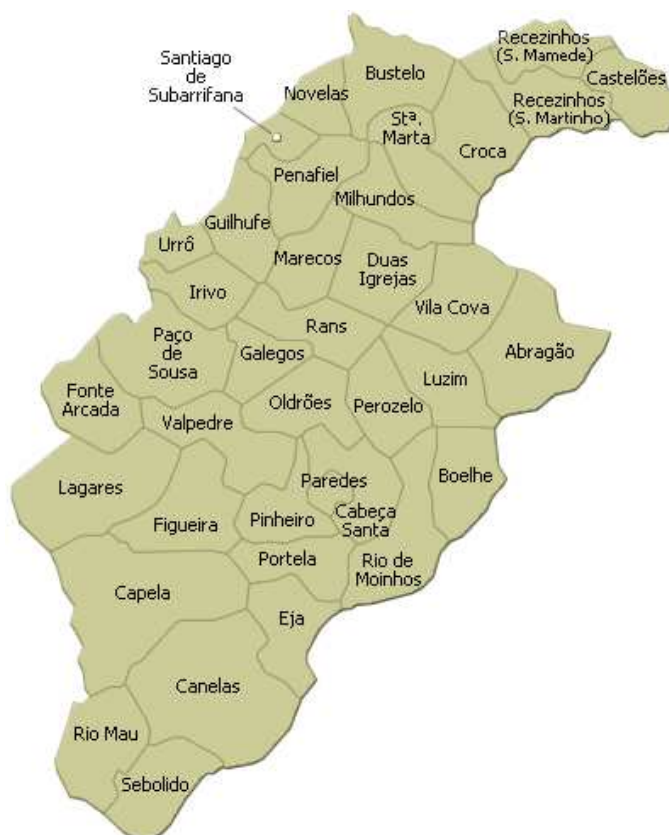 Santiago
de
Subarrifana
Novelas
Bustelo
Recezinhos
(S. Mamede)
Castelões
Recezinhos
(S. Martinho)
Stª.
Marta
Croca
Penafiel
Milhundos
Guilhufe
Urrô
Marecos
Duas
Igrejas
Irivo
Vila Cova
Rans
Paço
de
Sousa
Galegos
Abragão
Luzim
Fonte
Arcada
Oldrões
Perozelo
Valpedre
Boelhe
Lagares
Paredes
Figueira
Pinheiro
Cabeça
Santa
Portela
Rio de
Moinhos
Capela
Eja
Canelas
Rio Mau
Sebolido